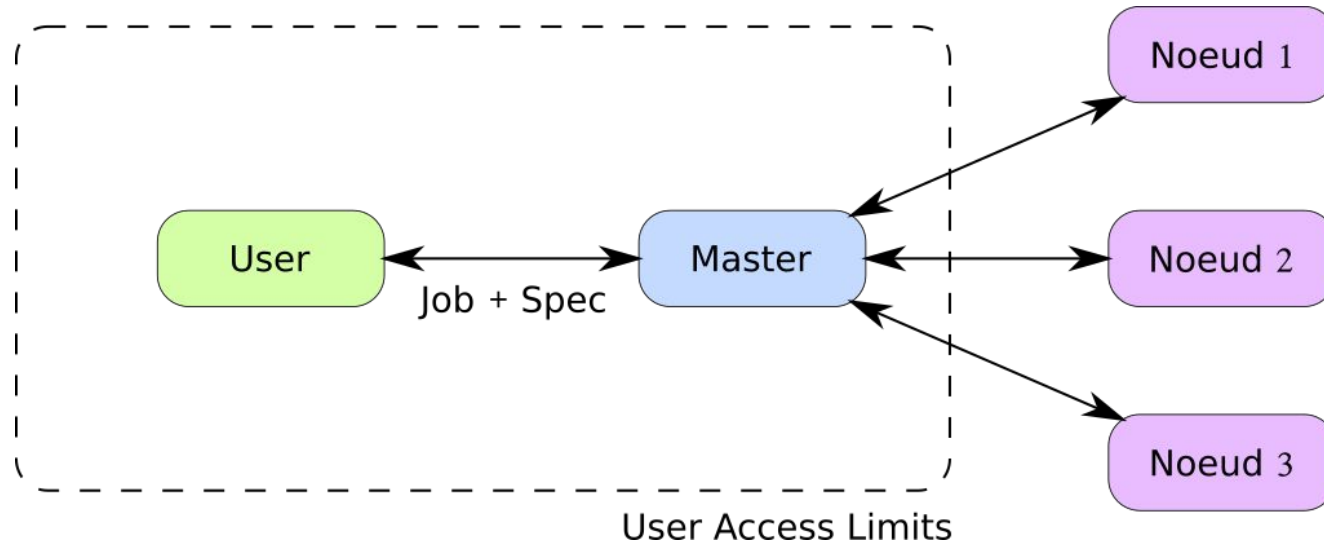 Noeud 1
User
Master
Noeud 2
Job + Spec
Noeud 3
User Access Limits